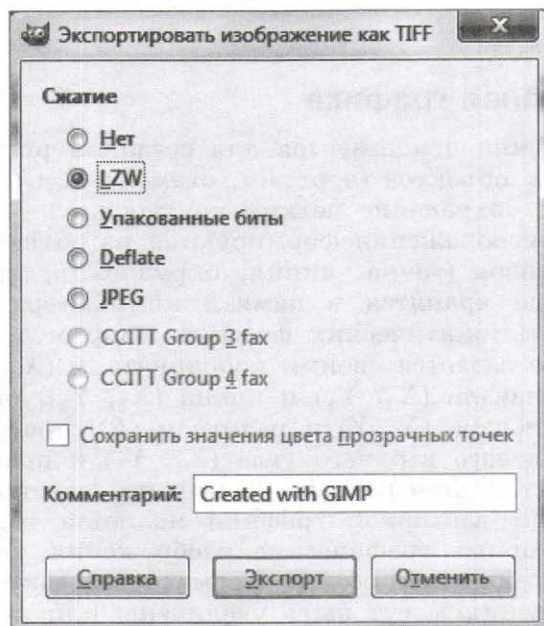 Экспортировать изображение как TIFF
Сжатие
Нет
LZW
Упакованные биты
Deflate
JPEG
CCITT Group 3 fax
CCITT Group 4 fax
Сохранить значения цвета прозрачных точек
Комментарий: Created with GIMP
Справка Экспорт Отменить